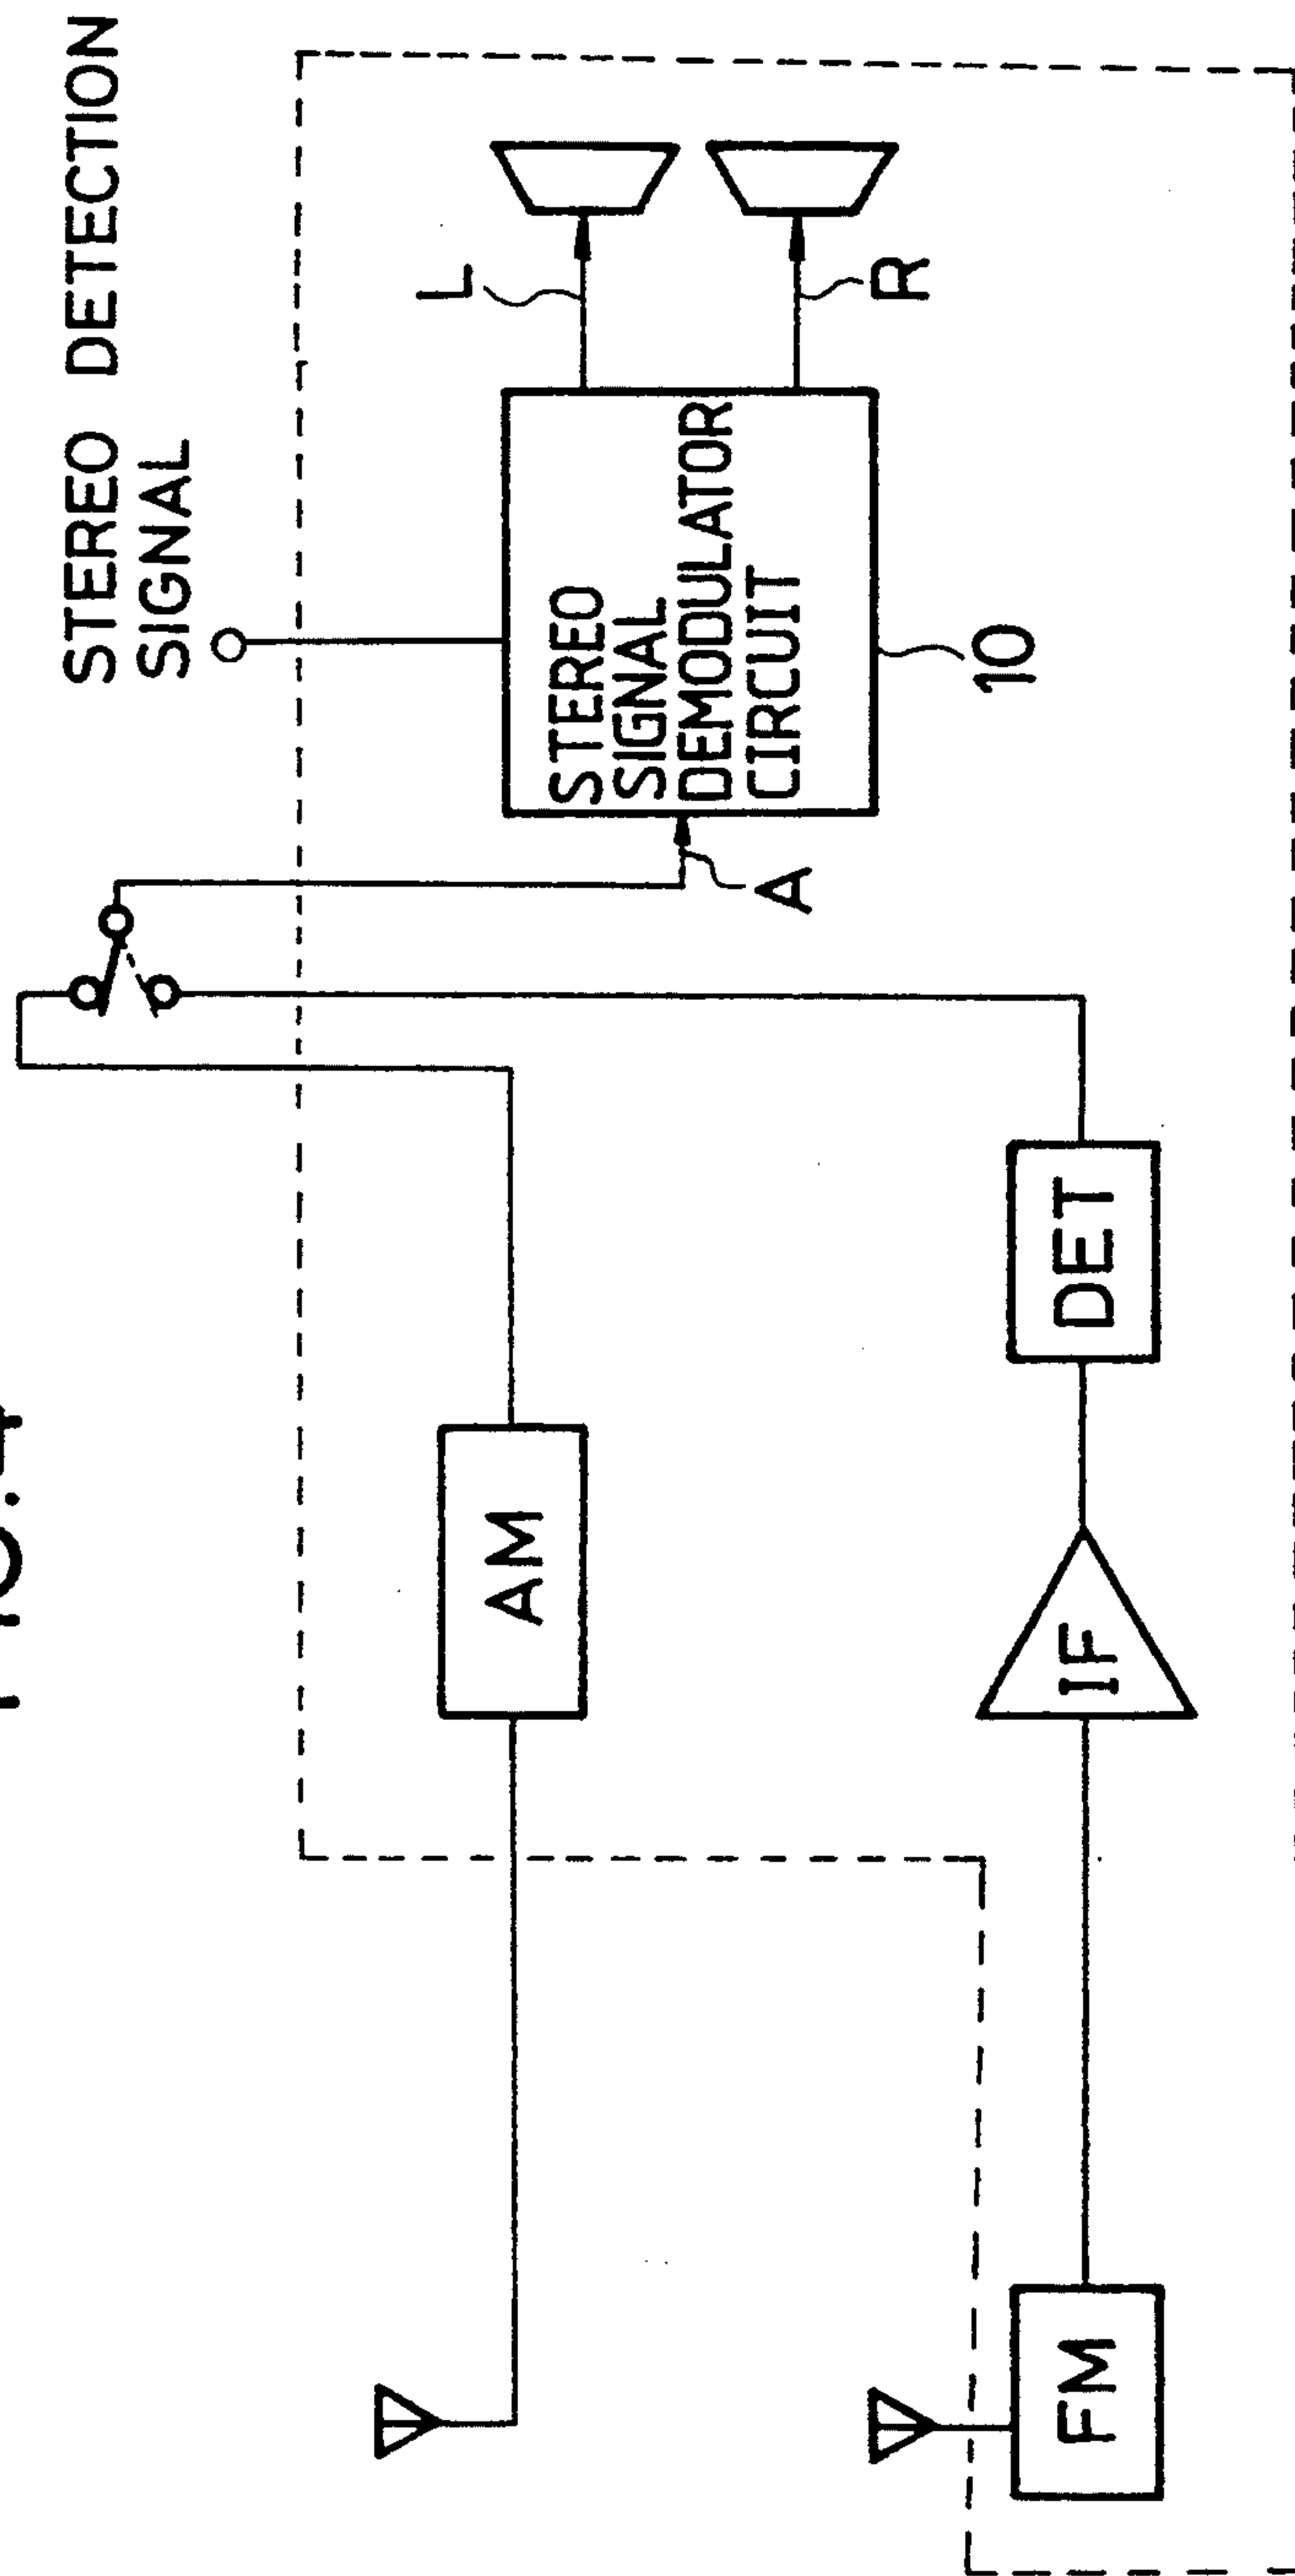 STEREO DETECTION
SIGNAL
L
R
STEREO
SIGNAL
DEMODULATOR
CIRCUIT
10
A
AM
DET
IF
FM